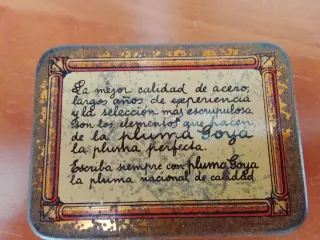 La mejor calidad de acero,
largos años de experiencia
y la selección más escrupulosa
son los elementos que hacen
de la pluma Goya
la pluma perfecta.
Escriba siempre con pluma Goya
la pluma nacional de calidad.